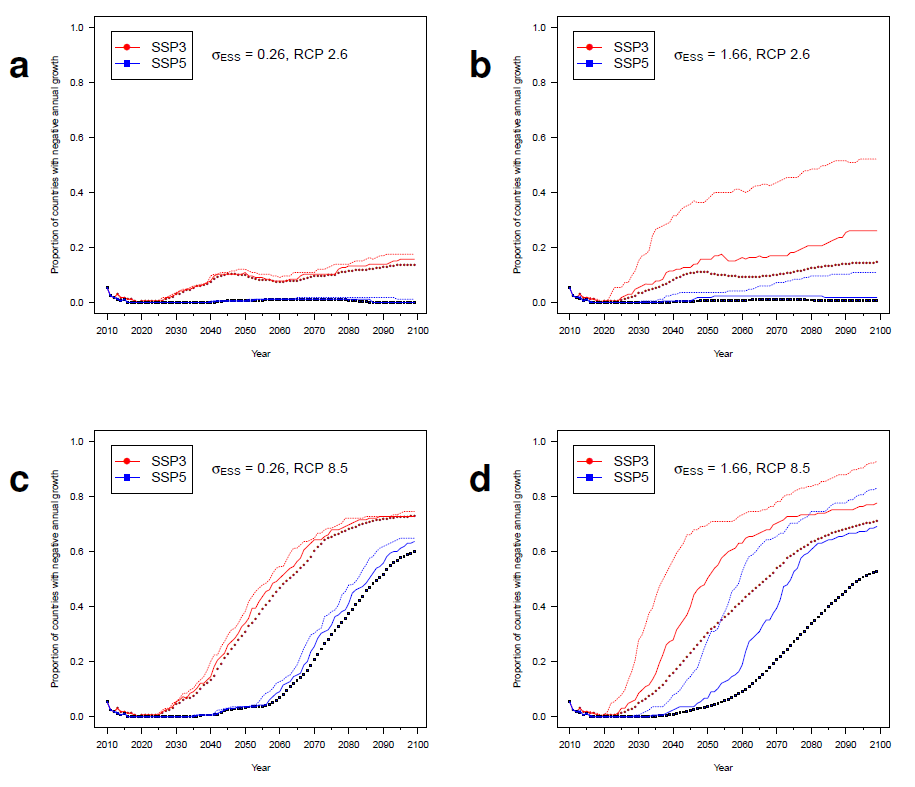 a
1.0
0.8
0.6
0.4
0.2
0.0
Proportion of countries with negative annual growth
SSP3
SSP5
σESS = 0.26, RCP 2.6
2010 2020 2030 2040 2050 2060 2070 2080 2090 2100
Year
b
1.0
0.8
0.6
0.4
0.2
0.0
Proportion of countries with negative annual growth
SSP3
SSP5
σESS = 1.66, RCP 2.6
2010 2020 2030 2040 2050 2060 2070 2080 2090 2100
Year
c
1.0
0.8
0.6
0.4
0.2
0.0
Proportion of countries with negative annual growth
SSP3
SSP5
σESS = 0.26, RCP 8.5
2010 2020 2030 2040 2050 2060 2070 2080 2090 2100
Year
d
1.0
0.8
0.6
0.4
0.2
0.0
Proportion of countries with negative annual growth
SSP3
SSP5
σESS = 1.66, RCP 8.5
2010 2020 2030 2040 2050 2060 2070 2080 2090 2100
Year